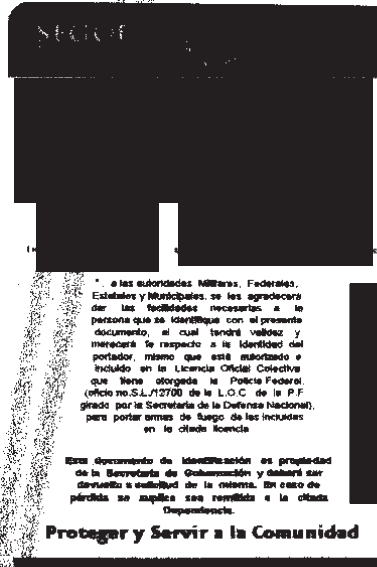 SEGOB
"... a las autoridades Militares, Federales,
Estatales y Municipales, se les agradecerá
dar las facilidades necesarias a la
persona que se identifique con el presente
documento, el cual tendrá validez y
merecerá fe respecto a la identidad del
portador, mismo que está autorizado e
incluido en la Licencia Oficial Colectiva
que tiene otorgada la Policía Federal,
(oficio no.S.L./12700 de la L.O.C. de la P.F
girado por la Secretaría de la Defensa Nacional),
para portar armas de fuego de las incluidas
en la citada licencia
Este documento de identificación es propiedad
de la Secretaría de Gobernación y deberá ser
devuelto a solicitud de la misma. En caso de
pérdida se suplica sea remitida a la citada
Dependencia.
Proteger y Servir a la Comunidad